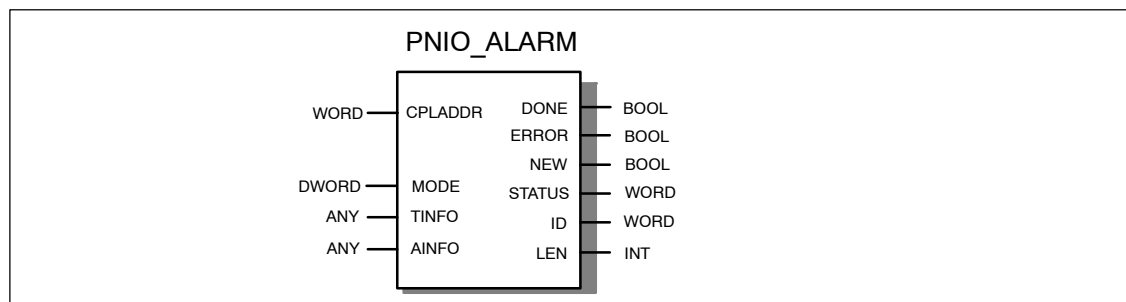 PNIO_ALARM
WORD CPLADDR DONE BOOL
ERROR BOOL
NEW BOOL
DWORD MODE STATUS WORD
ANY TINFO ID WORD
ANY AINFO LEN INT